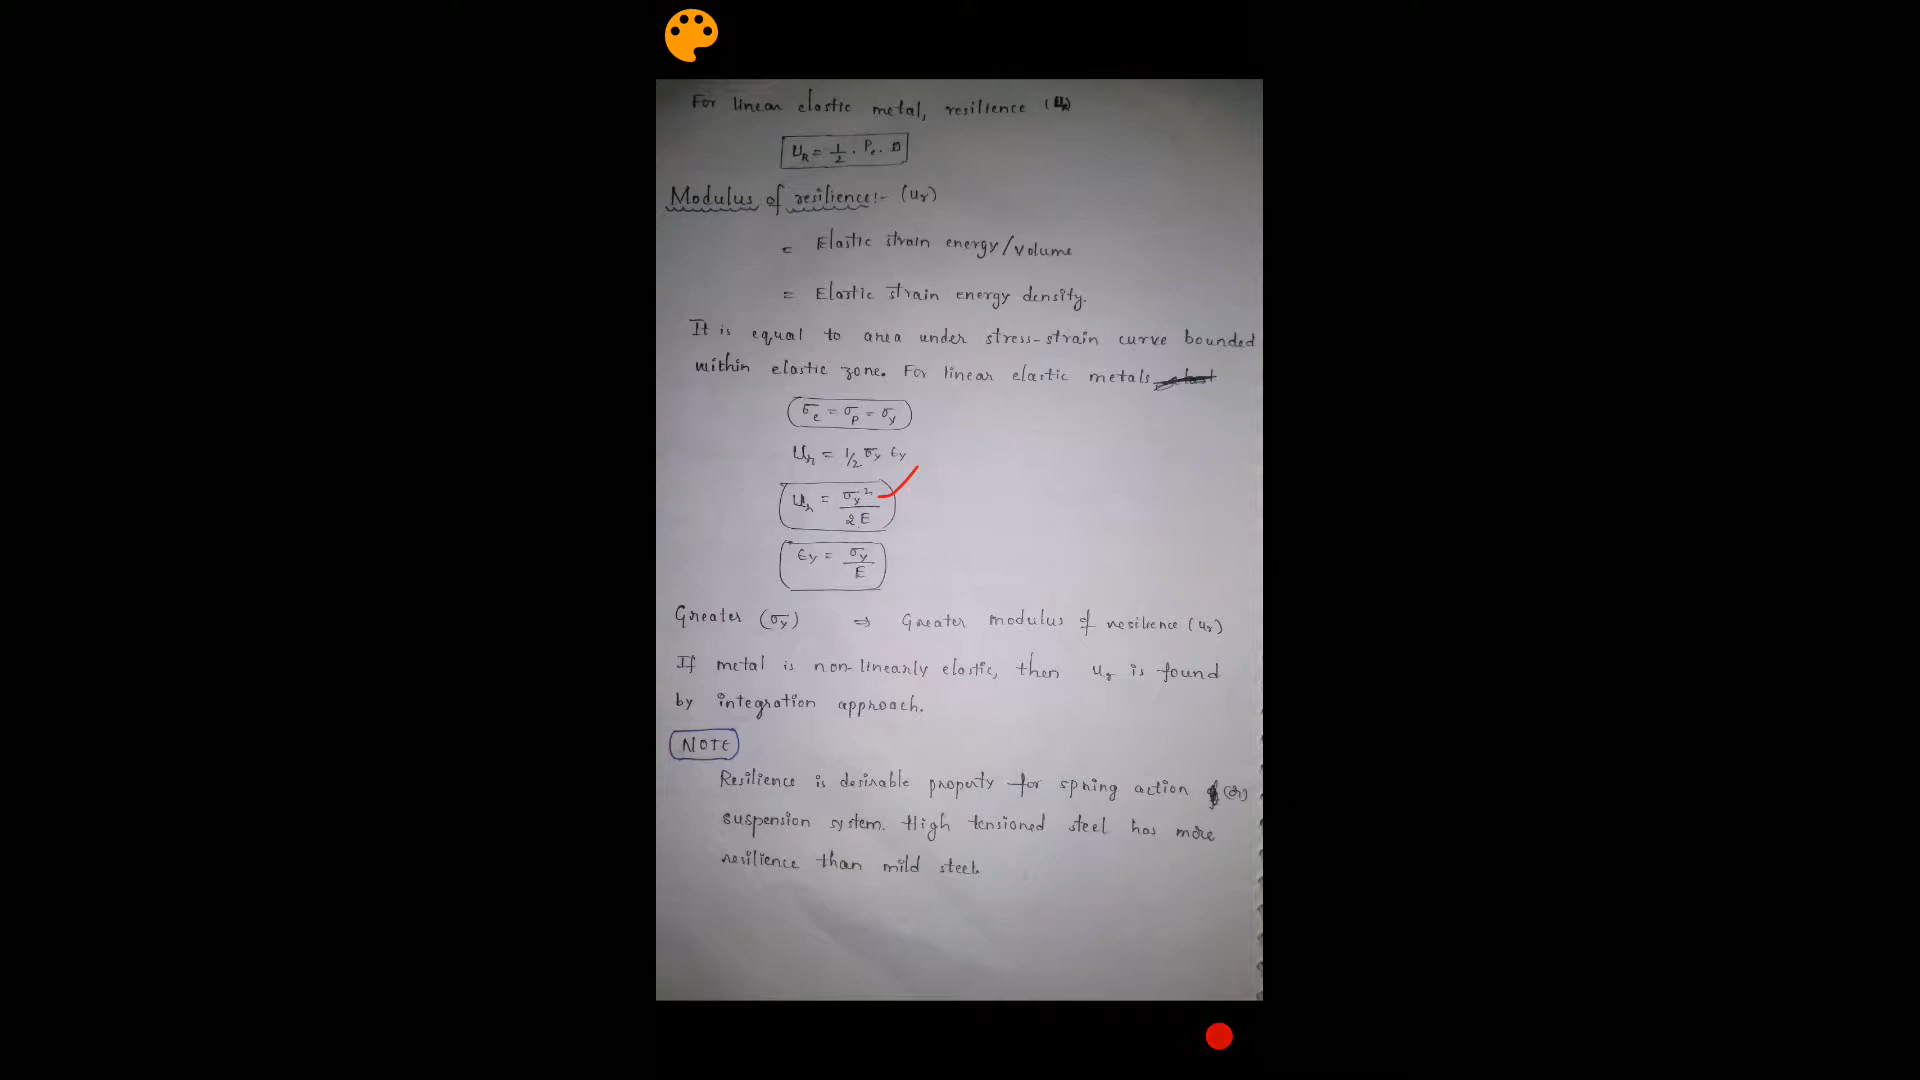 For linear elastic metal, resilience (UR)
UR = 1/2 . Pe . Δ
Modulus of resilience:- (ur)
= Elastic strain energy/volume
= Elastic strain energy density.
It is equal to area under stress-strain curve bounded
within elastic zone. For linear elastic metals
σe = σp = σy
ur = 1/2 σy ϵy
ur = σy²/2E
ϵy = σy/E
Greater (σy) ⇒ Greater modulus of resilience (ur)
If metal is non-linearly elastic, then ur is found
by integration approach.
NOTE
Resilience is desirable property for spring action (or)
suspension system. High tensioned steel has more
resilience than mild steel.